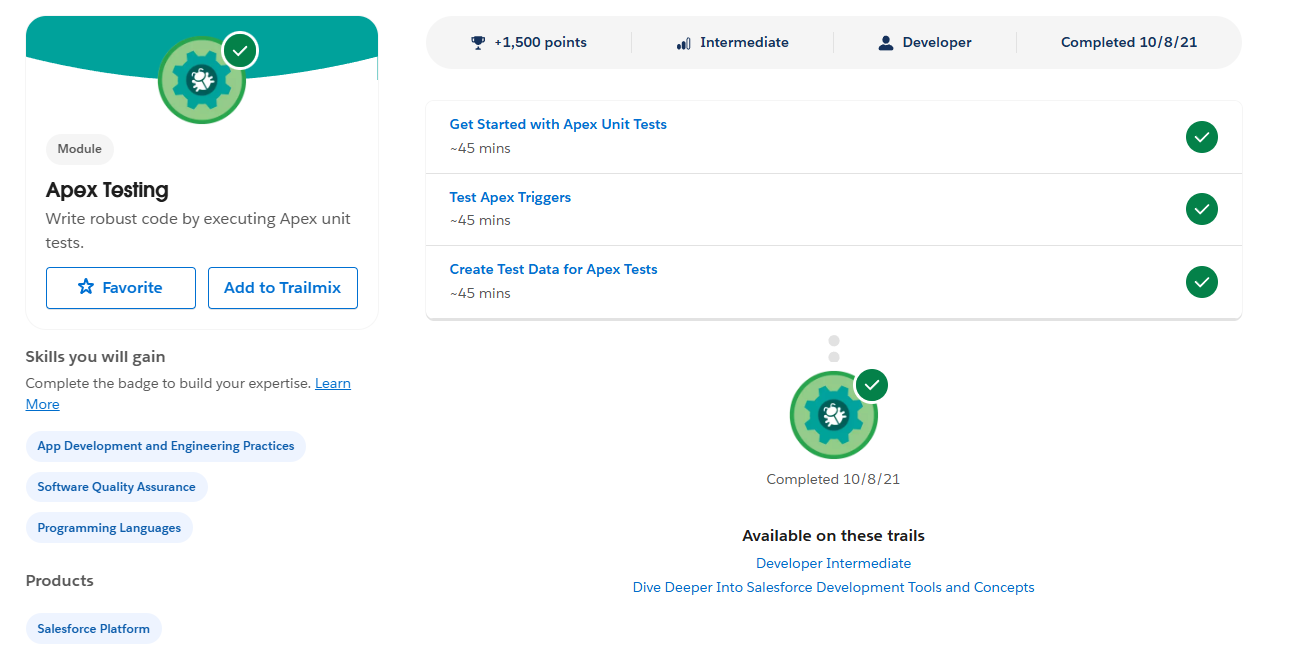 Module
Apex Testing
Write robust code by executing Apex unit
tests.
Favorite
Add to Trailmix
Skills you will gain
Complete the badge to build your expertise. Learn
More
App Development and Engineering Practices
Software Quality Assurance
Programming Languages
Products
Salesforce Platform
+1,500 points
Intermediate
Developer
Completed 10/8/21
Get Started with Apex Unit Tests
~45 mins
Test Apex Triggers
~45 mins
Create Test Data for Apex Tests
~45 mins
Completed 10/8/21
Available on these trails
Developer Intermediate
Dive Deeper Into Salesforce Development Tools and Concepts